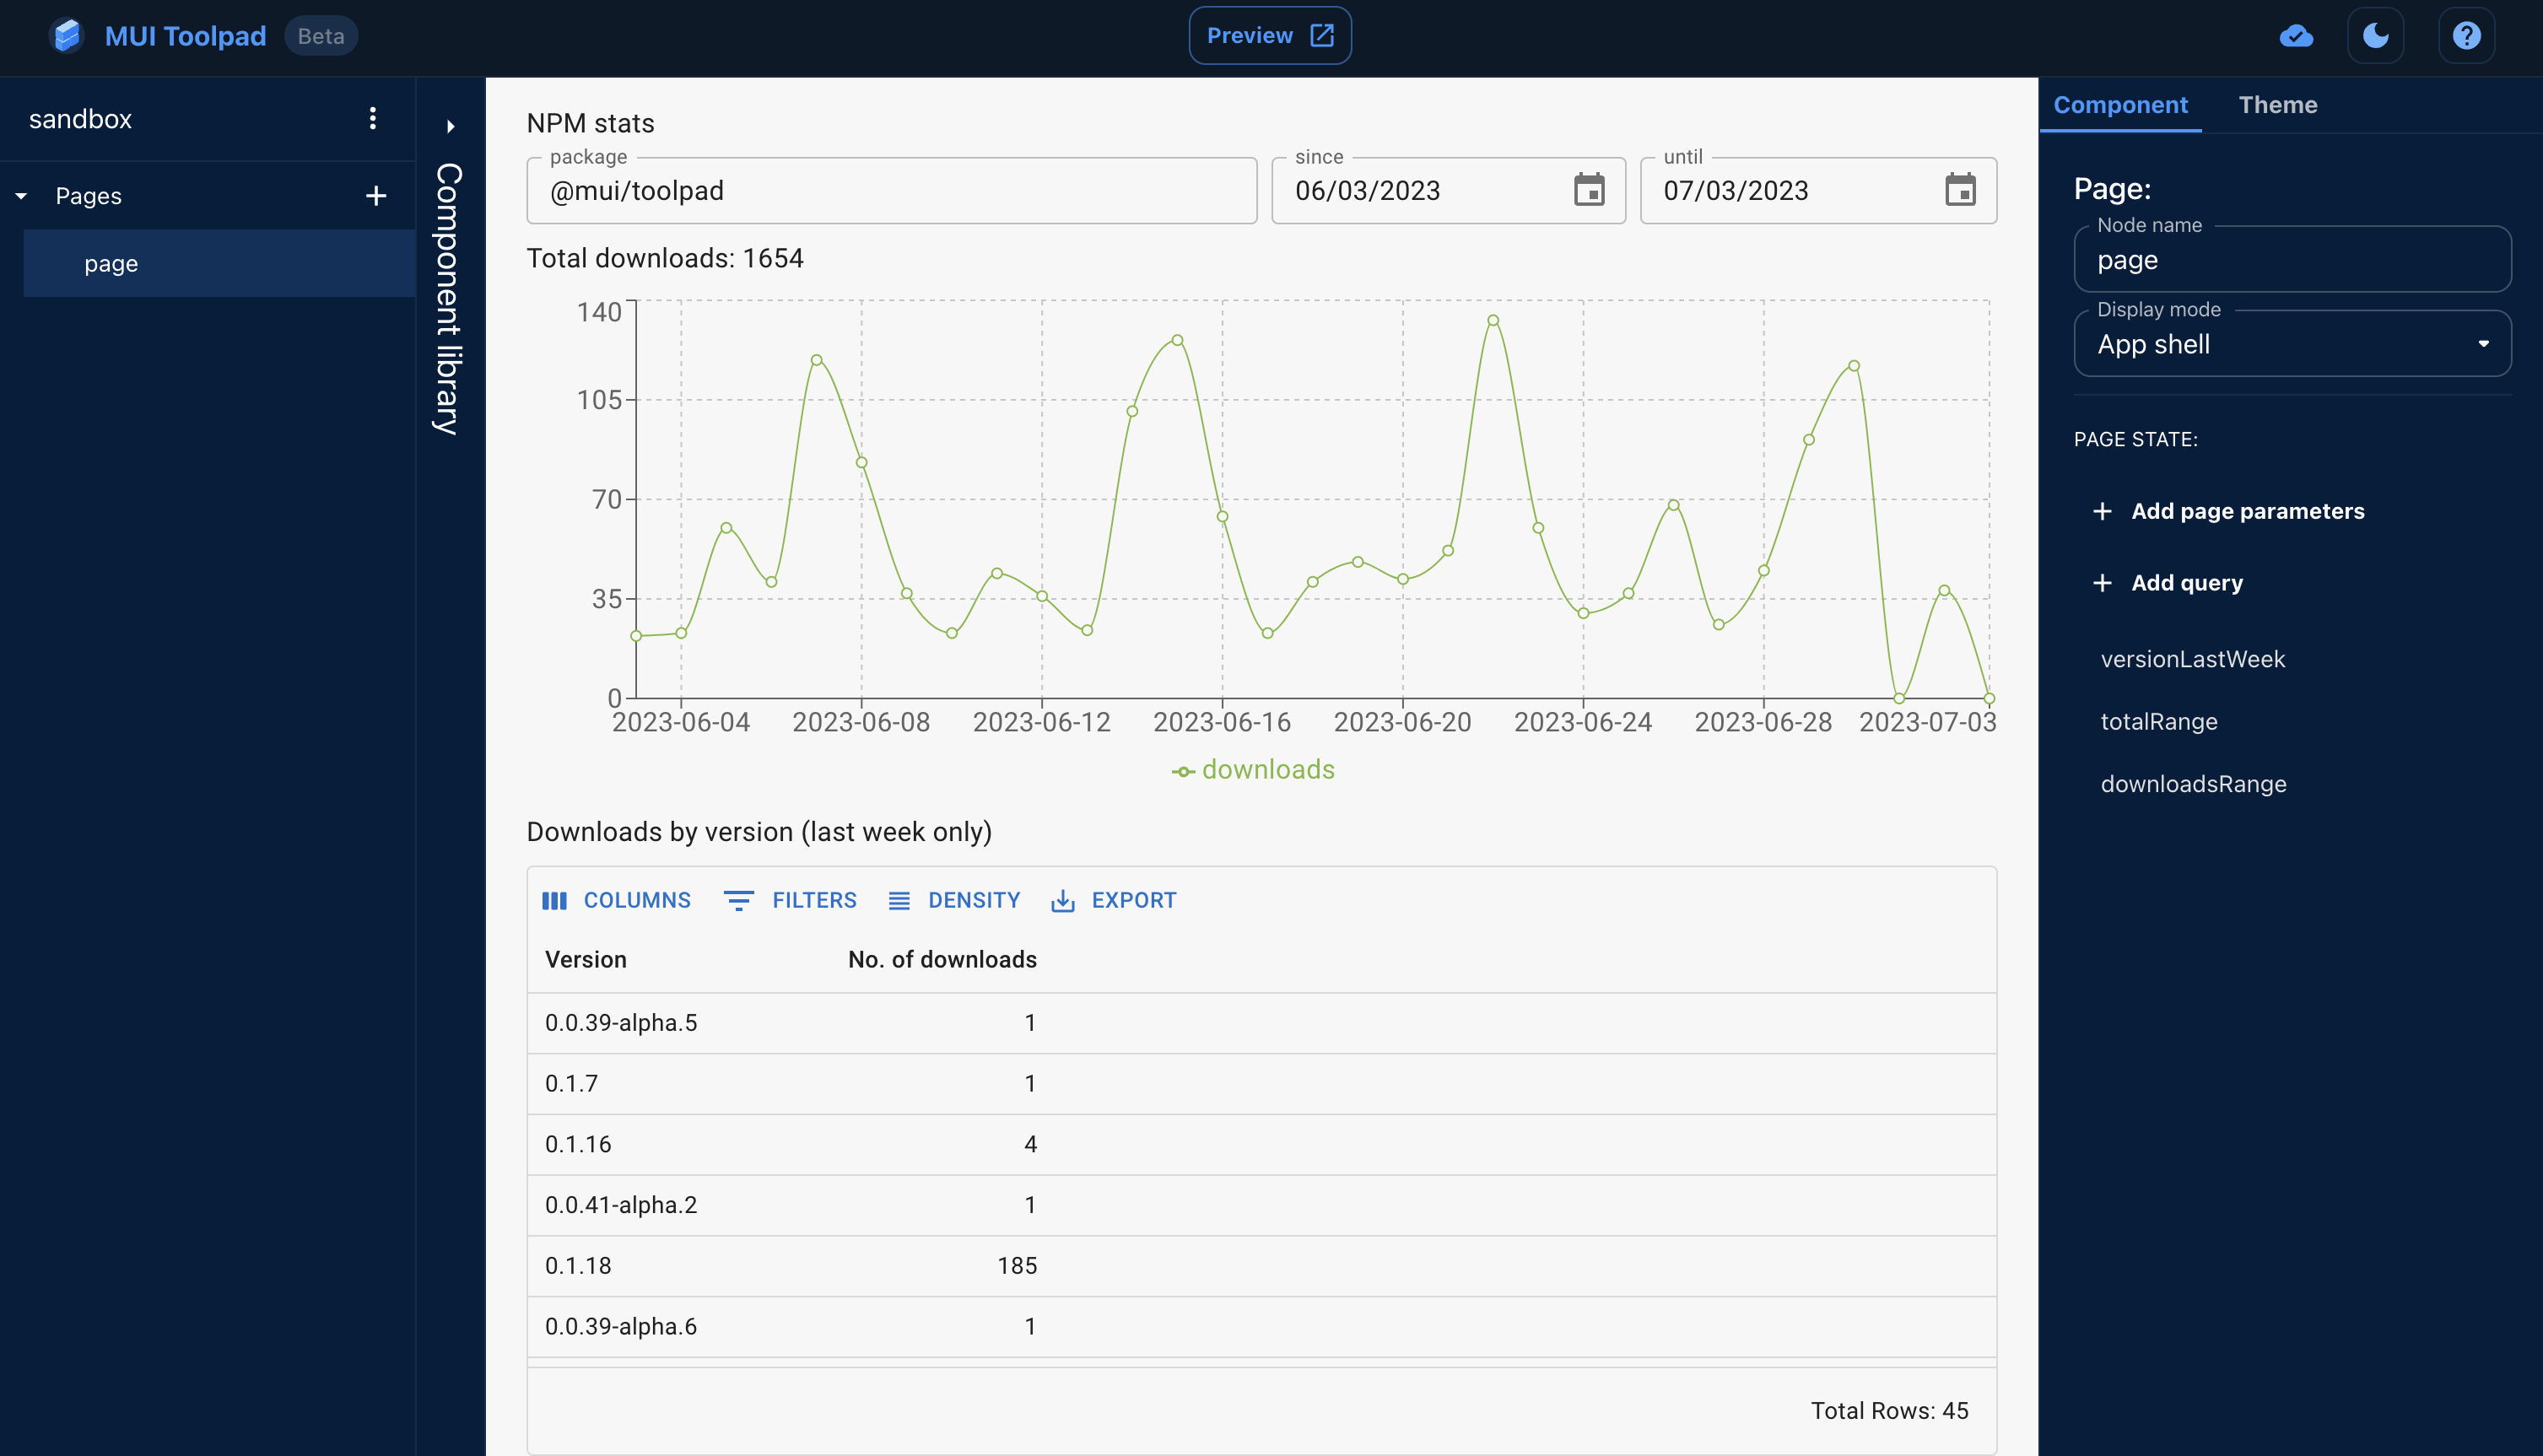 MUI Toolpad Beta
Preview
sandbox
Pages
page
Component library
NPM stats
package
@mui/toolpad
since
06/03/2023
until
07/03/2023
Total downloads: 1654
140
105
70
35
0
2023-06-04 2023-06-08 2023-06-12 2023-06-16 2023-06-20 2023-06-24 2023-06-28 2023-07-03
downloads
Downloads by version (last week only)
COLUMNS FILTERS DENSITY EXPORT
Version No. of downloads
0.0.39-alpha.5 1
0.1.7 1
0.1.16 4
0.0.41-alpha.2 1
0.1.18 185
0.0.39-alpha.6 1
Total Rows: 45
Component Theme
Page:
Node name
page
Display mode
App shell
PAGE STATE:
Add page parameters
Add query
versionLastWeek
totalRange
downloadsRange